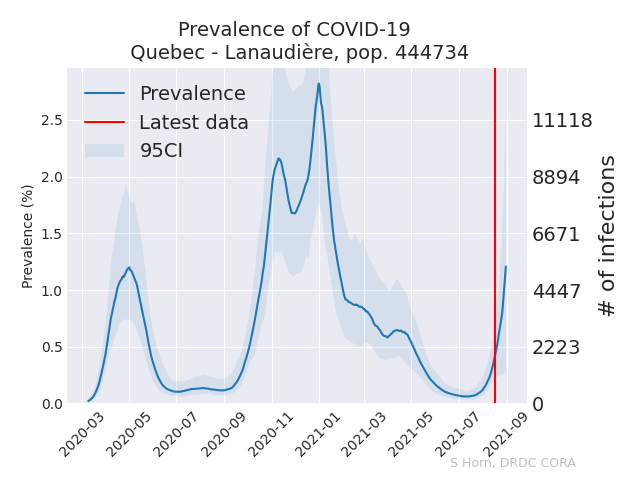 Prevalence of COVID-19
Quebec - Lanaudière, pop. 444734
Prevalence
Latest data
95CI
Prevalence (%)
2.5
2.0
1.5
1.0
0.5
0.0
11118
8894
6671
4447
2223
0
# of infections
2020-03
2020-05
2020-07
2020-09
2020-11
2021-01
2021-03
2021-05
2021-07
2021-09
S Horn, DRDC CORA